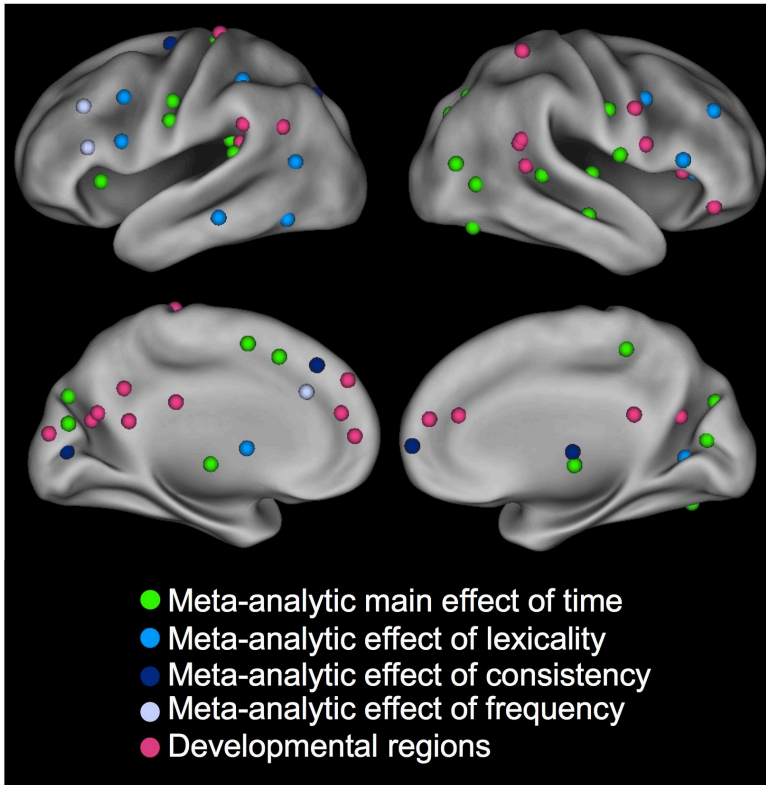 Meta-analytic main effect of time
Meta-analytic effect of lexicality
Meta-analytic effect of consistency
Meta-analytic effect of frequency
Developmental regions